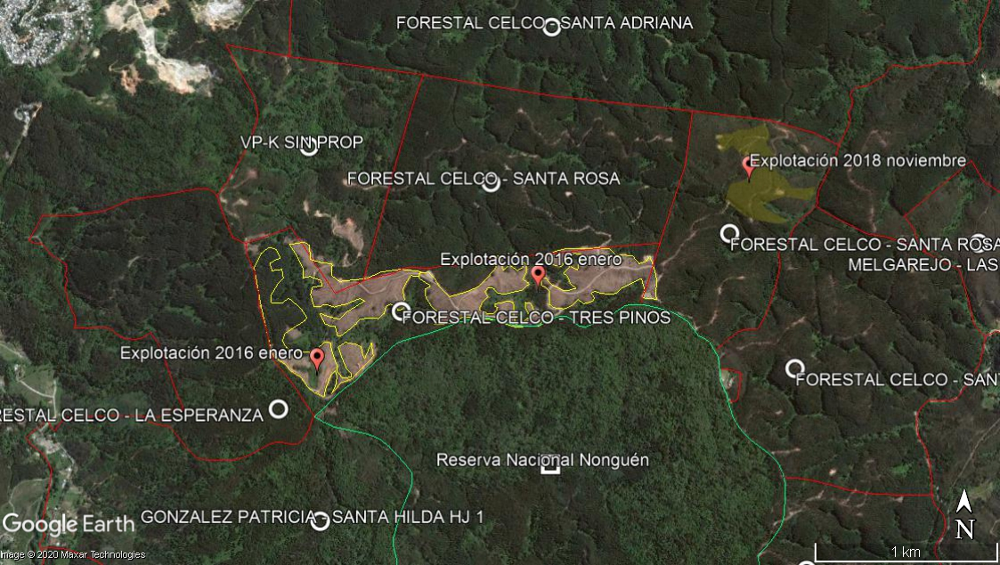 FORESTAL CELCO - SANTA ADRIANA
VP-K SIN PROP
Explotación 2018 noviembre
FORESTAL CELCO - SANTA ROSA
FORESTAL CELCO - SANTA ROSA
MELGAREJO - LAS
Explotación 2016 enero
FORESTAL CELCO - TRES PINOS
Explotación 2016 enero
FORESTAL CELCO - SANT
RESTAL CELCO - LA ESPERANZA
Reserva Nacional Nonguén
GONZALEZ PATRICIA - SANTA HILDA HJ 1
Google Earth
N
1 km
mage © 2020 Maxar Technologies